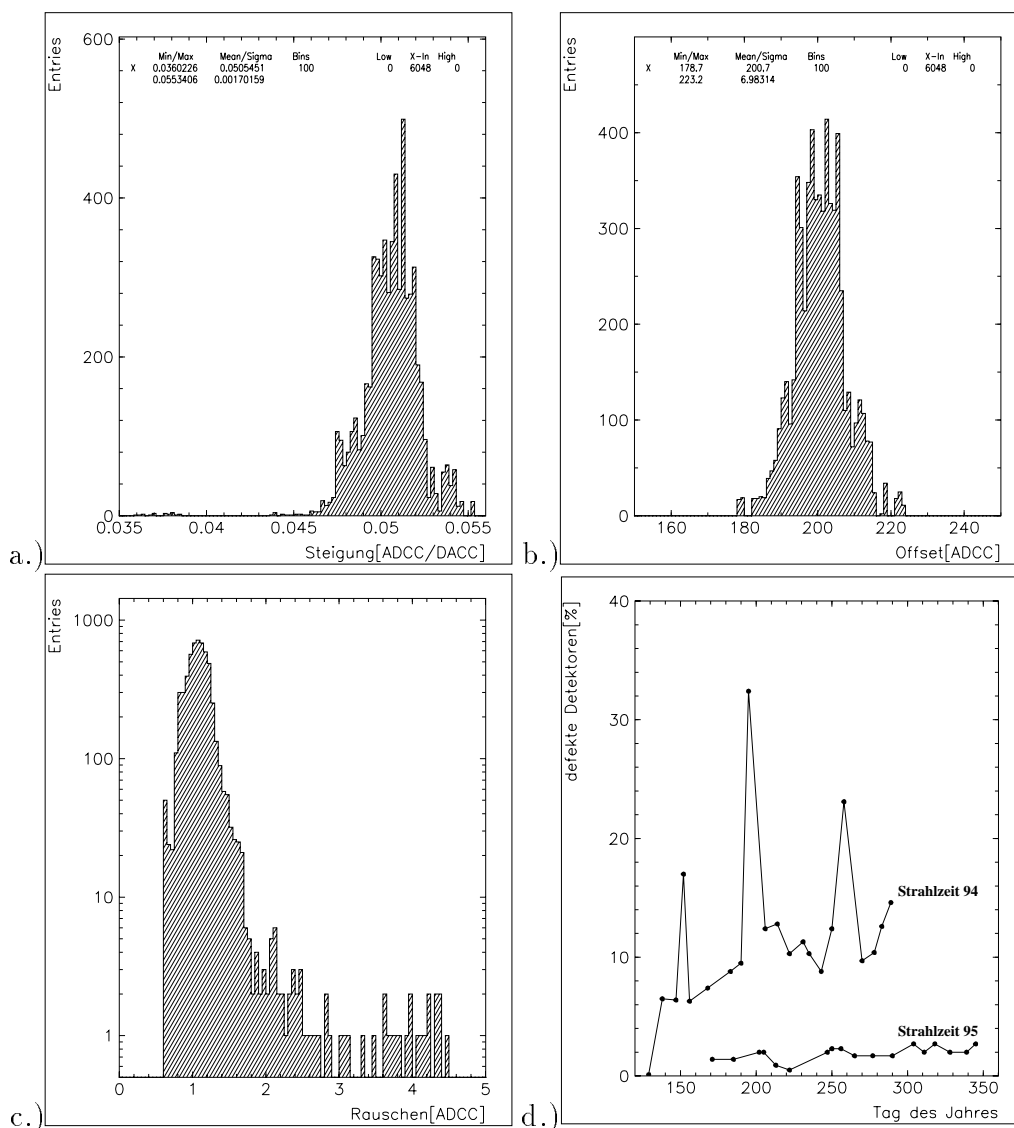 Entries
600
400
200
0
Min/Max Mean/Sigma Bins Low X-In High
X 0.0360226 0.0505451 100 0 6048 0
0.0553406 0.00170159
0.035 0.04 0.045 0.05 0.055
Steigung[ADCC/DACC]
a.)
Entries
400
300
200
100
0
Min/Max Mean/Sigma Bins Low X-In High
X 178.7 200.7 100 0 6048 0
223.2 6.98314
160 180 200 220 240
Offset[ADCC]
b.)
Entries
1000
100
10
1
0 1 2 3 4 5
Rauschen[ADCC]
c.)
defekte Detektoren[%]
40
30
20
10
0
Strahlzeit 94
Strahlzeit 95
150 200 250 300 350
Tag des Jahres
d.)